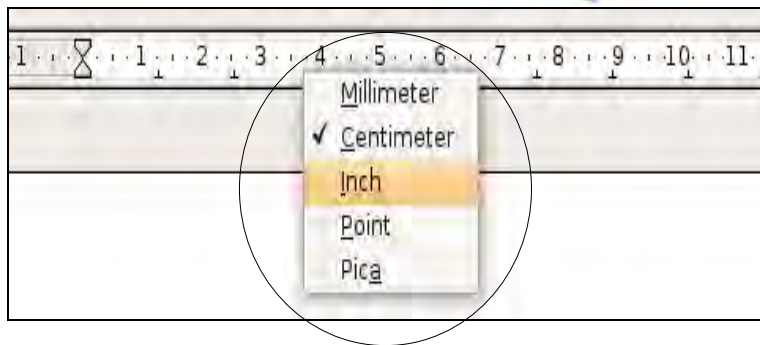 1 1 2 3 4 5 6 7 8 9 10 11
Millimeter
✓ Centimeter
Inch
Point
Pica